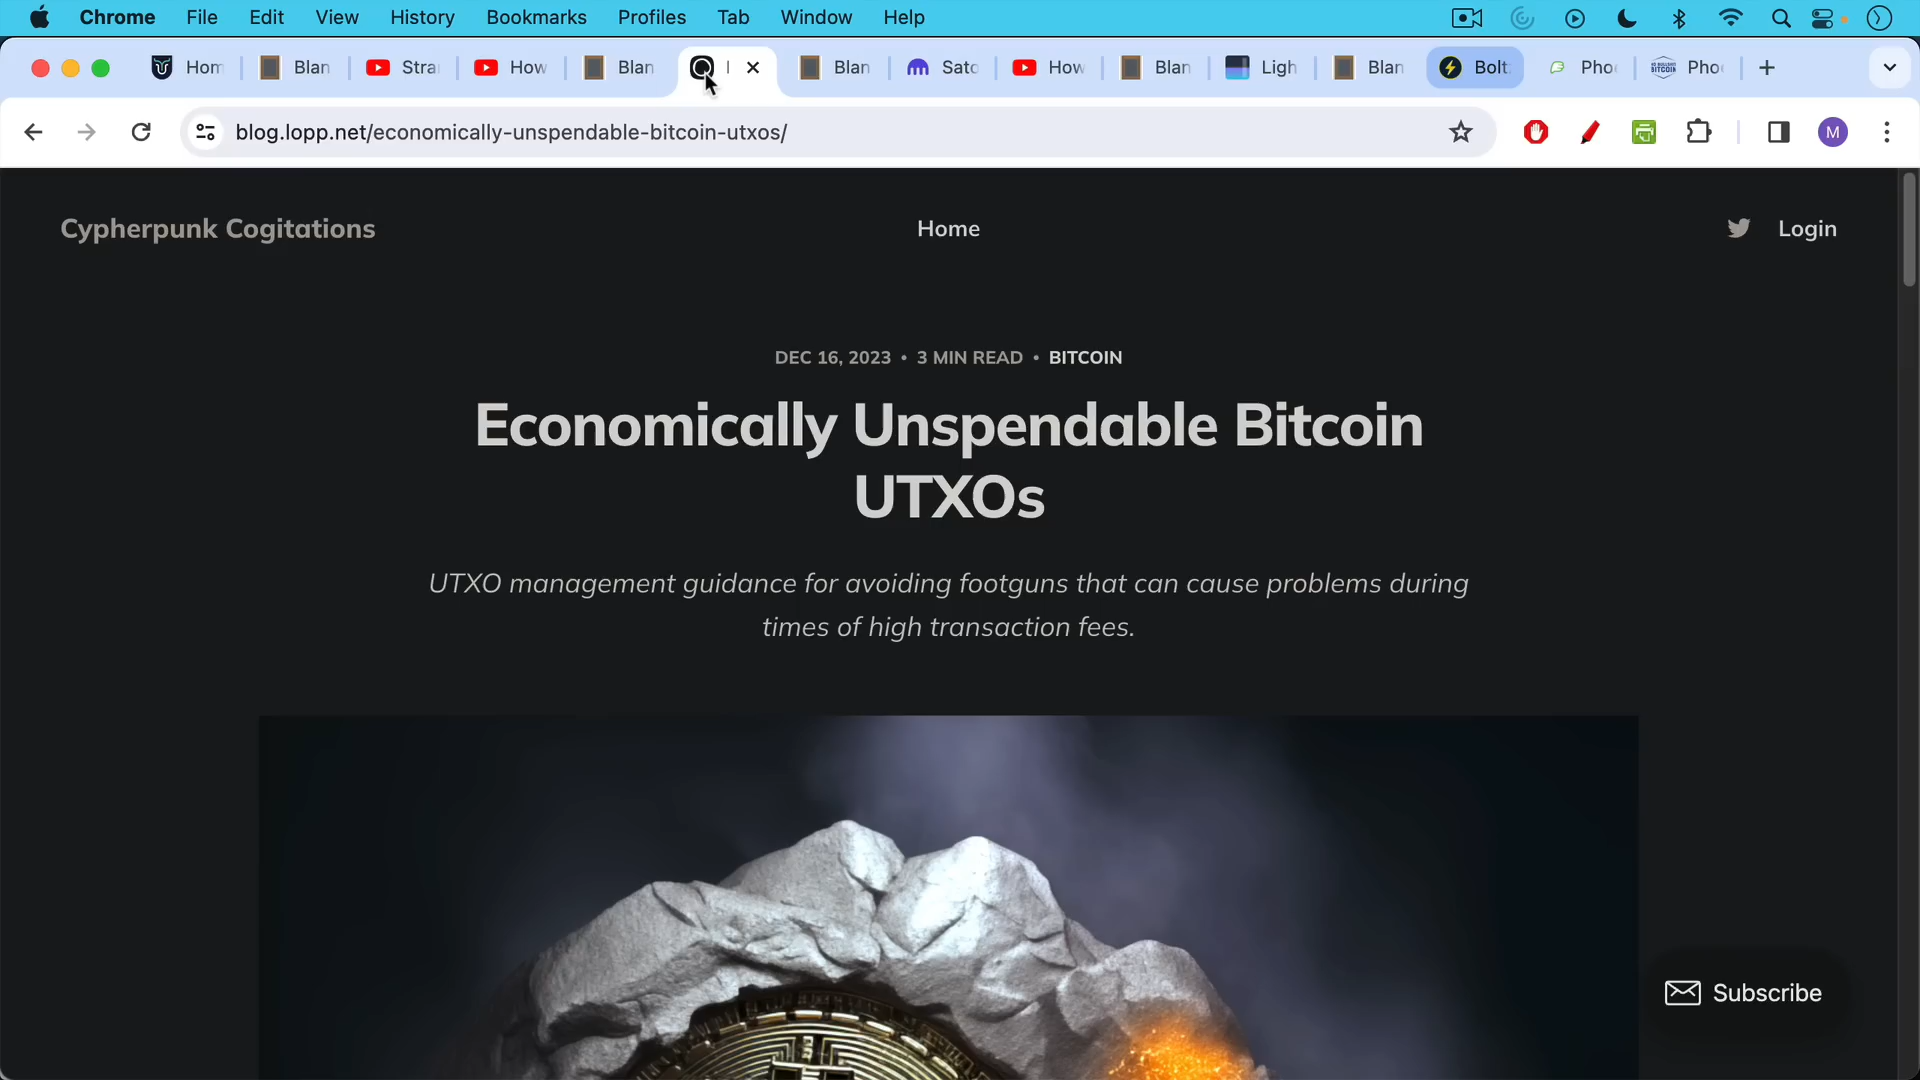 Chrome File Edit View History Bookmarks Profiles Tab Window Help
Hom Blan Stra How Blan Blan Sato How Blan Ligh Blan Bolt Pho Pho
blog.lopp.net/economically-unspendable-bitcoin-utxos/
M
Cypherpunk Cogitations Home Login
DEC 16, 2023 • 3 MIN READ • BITCOIN
Economically Unspendable Bitcoin
UTXOs
UTXO management guidance for avoiding footguns that can cause problems during
times of high transaction fees.
Subscribe